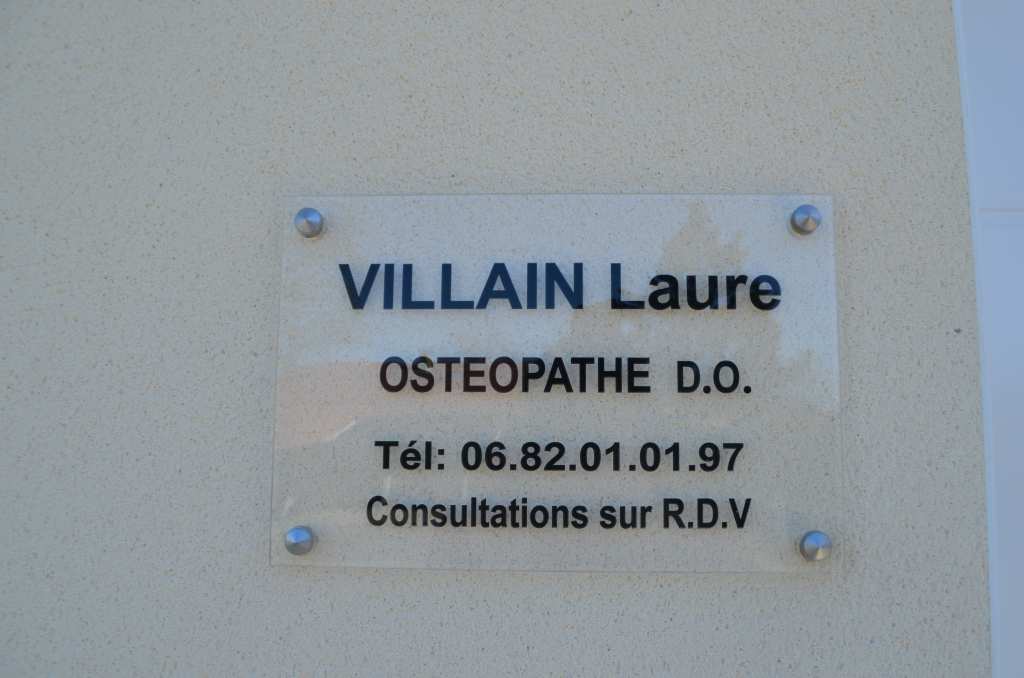 VILLAIN Laure
OSTEOPATHE D.O.
Tél: 06.82.01.01.97
Consultations sur R.D.V